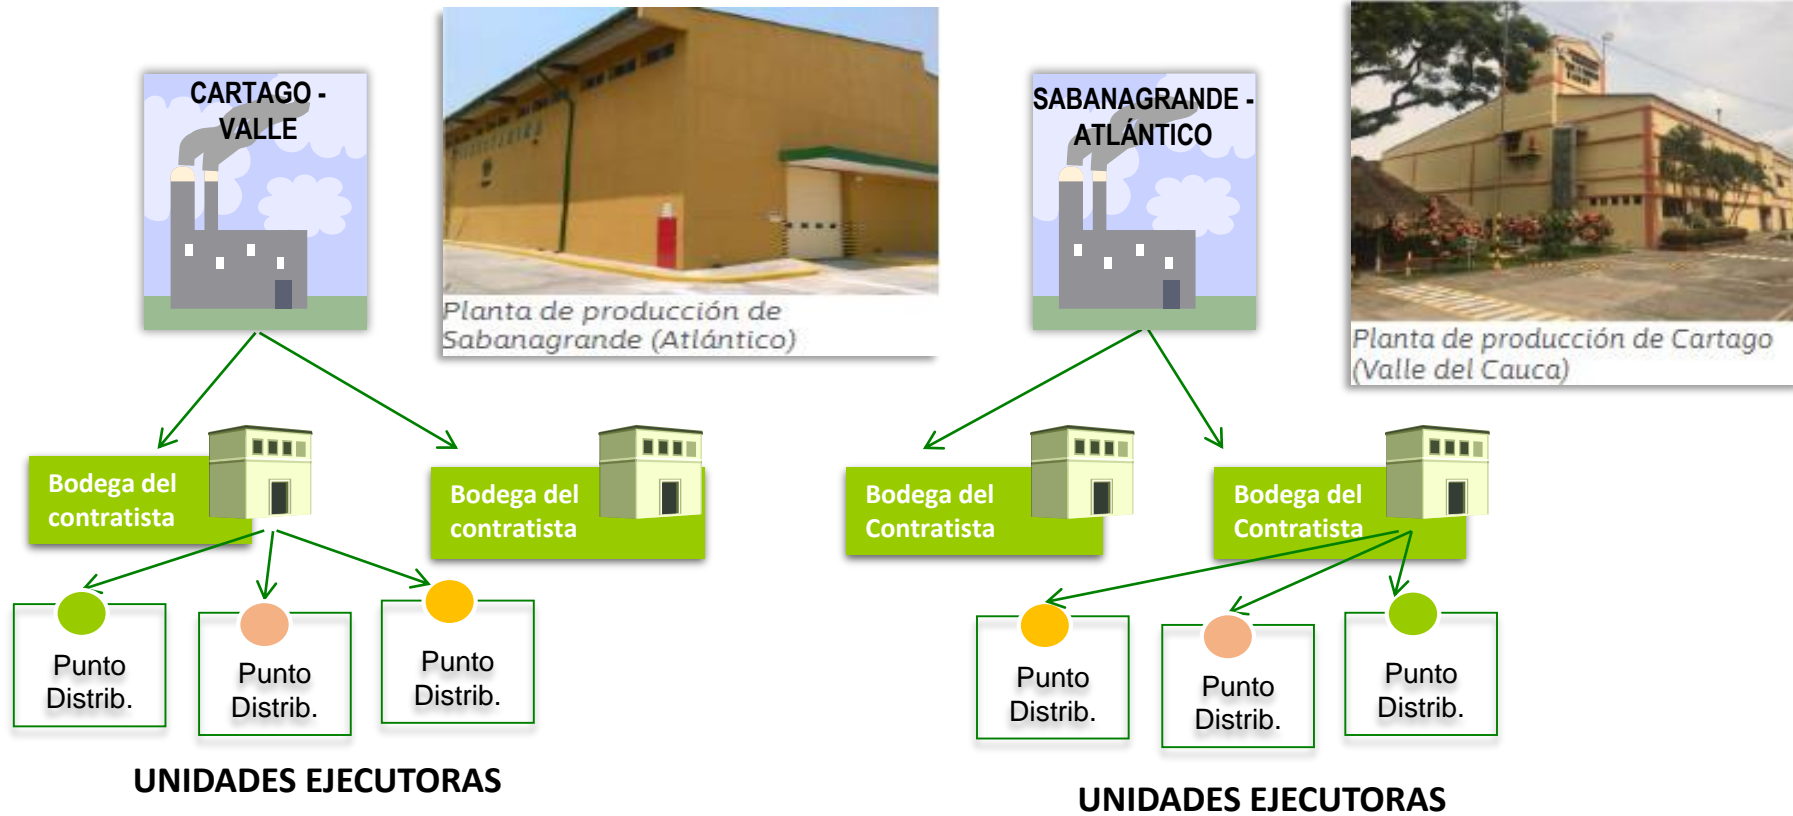 CARTAGO -
VALLE
Planta de producción de
Sabanagrande (Atlántico)
SABANAGRANDE -
ATLÁNTICO
Planta de producción de Cartago
(Valle del Cauca)
Bodega del
contratista
Bodega del
contratista
Bodega del
Contratista
Bodega del
Contratista
Punto
Distrib.
Punto
Distrib.
Punto
Distrib.
Punto
Distrib.
Punto
Distrib.
Punto
Distrib.
UNIDADES EJECUTORAS
UNIDADES EJECUTORAS